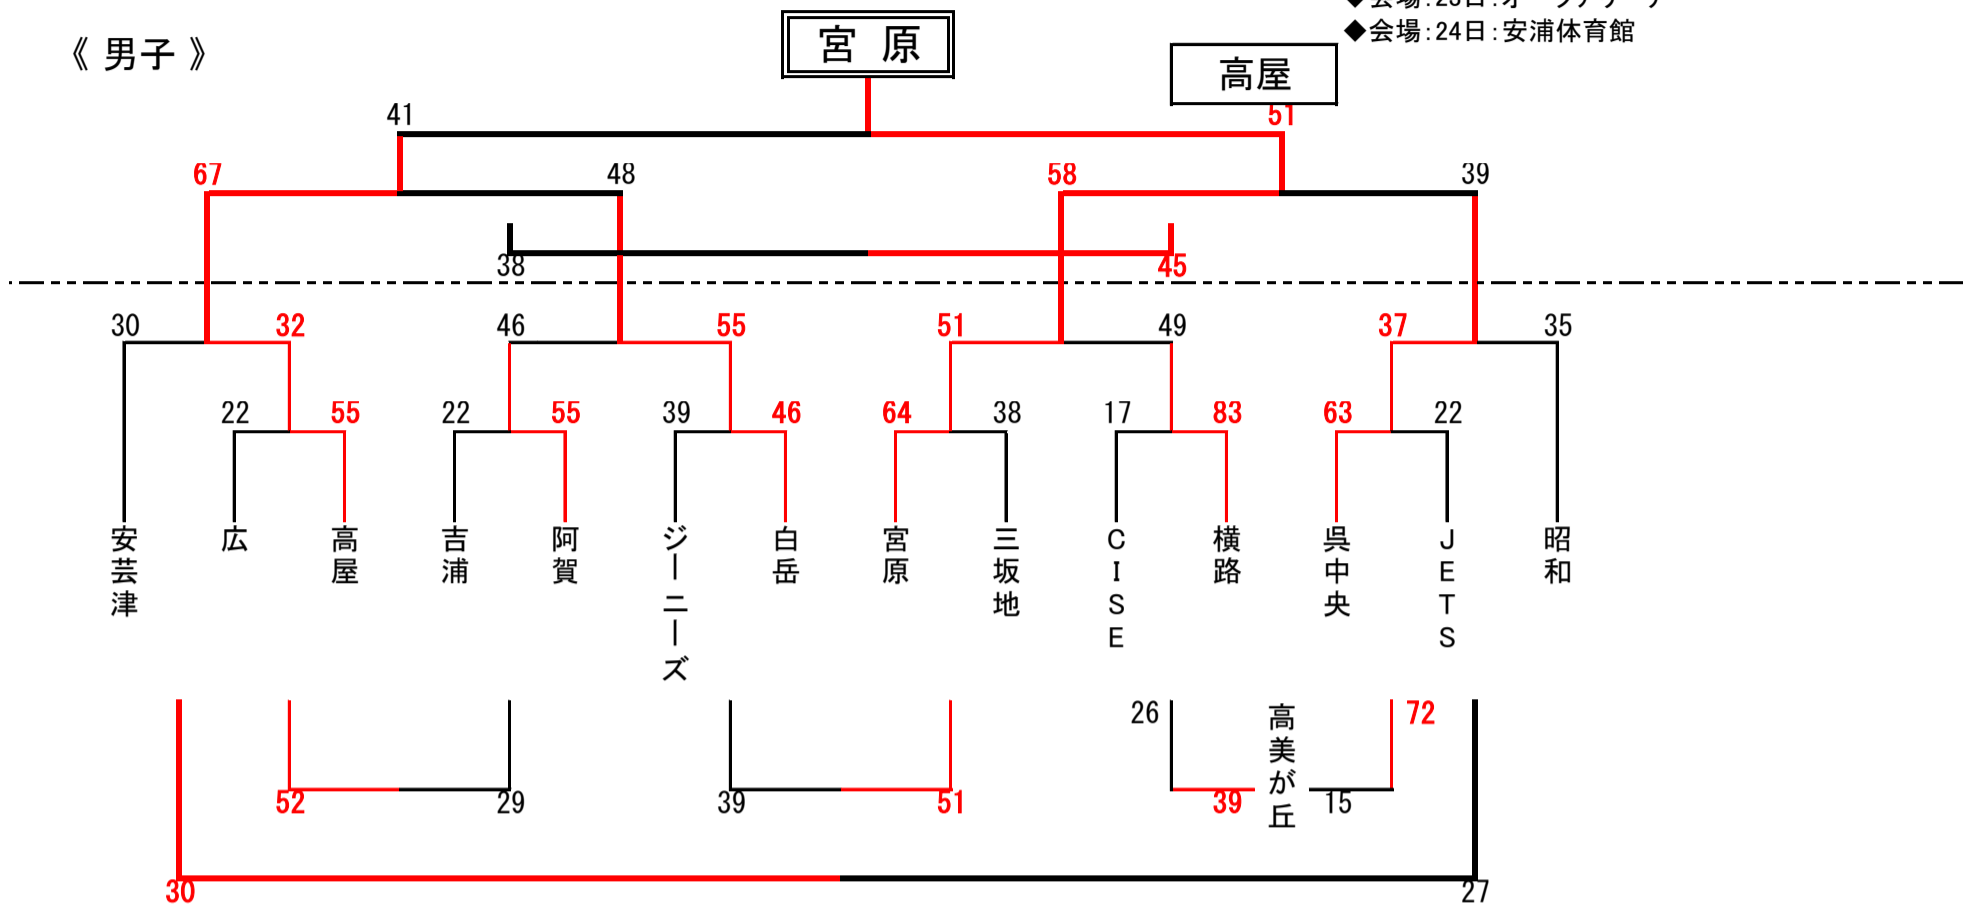 ◆会場：24日：安浦体育館
《 男子 》
宮 原
高屋
41
51
67
48
58
39
38
45
30
32
46
55
51
49
37
35
22
55
22
55
39
46
64
38
17
83
63
22
安芸津
広
高屋
吉浦
阿賀
ジーニーズ
白岳
宮原
三坂地
CISE
横路
呉中央
JETS
昭和
26
高美が丘
72
52
29
39
51
39
15
30
27